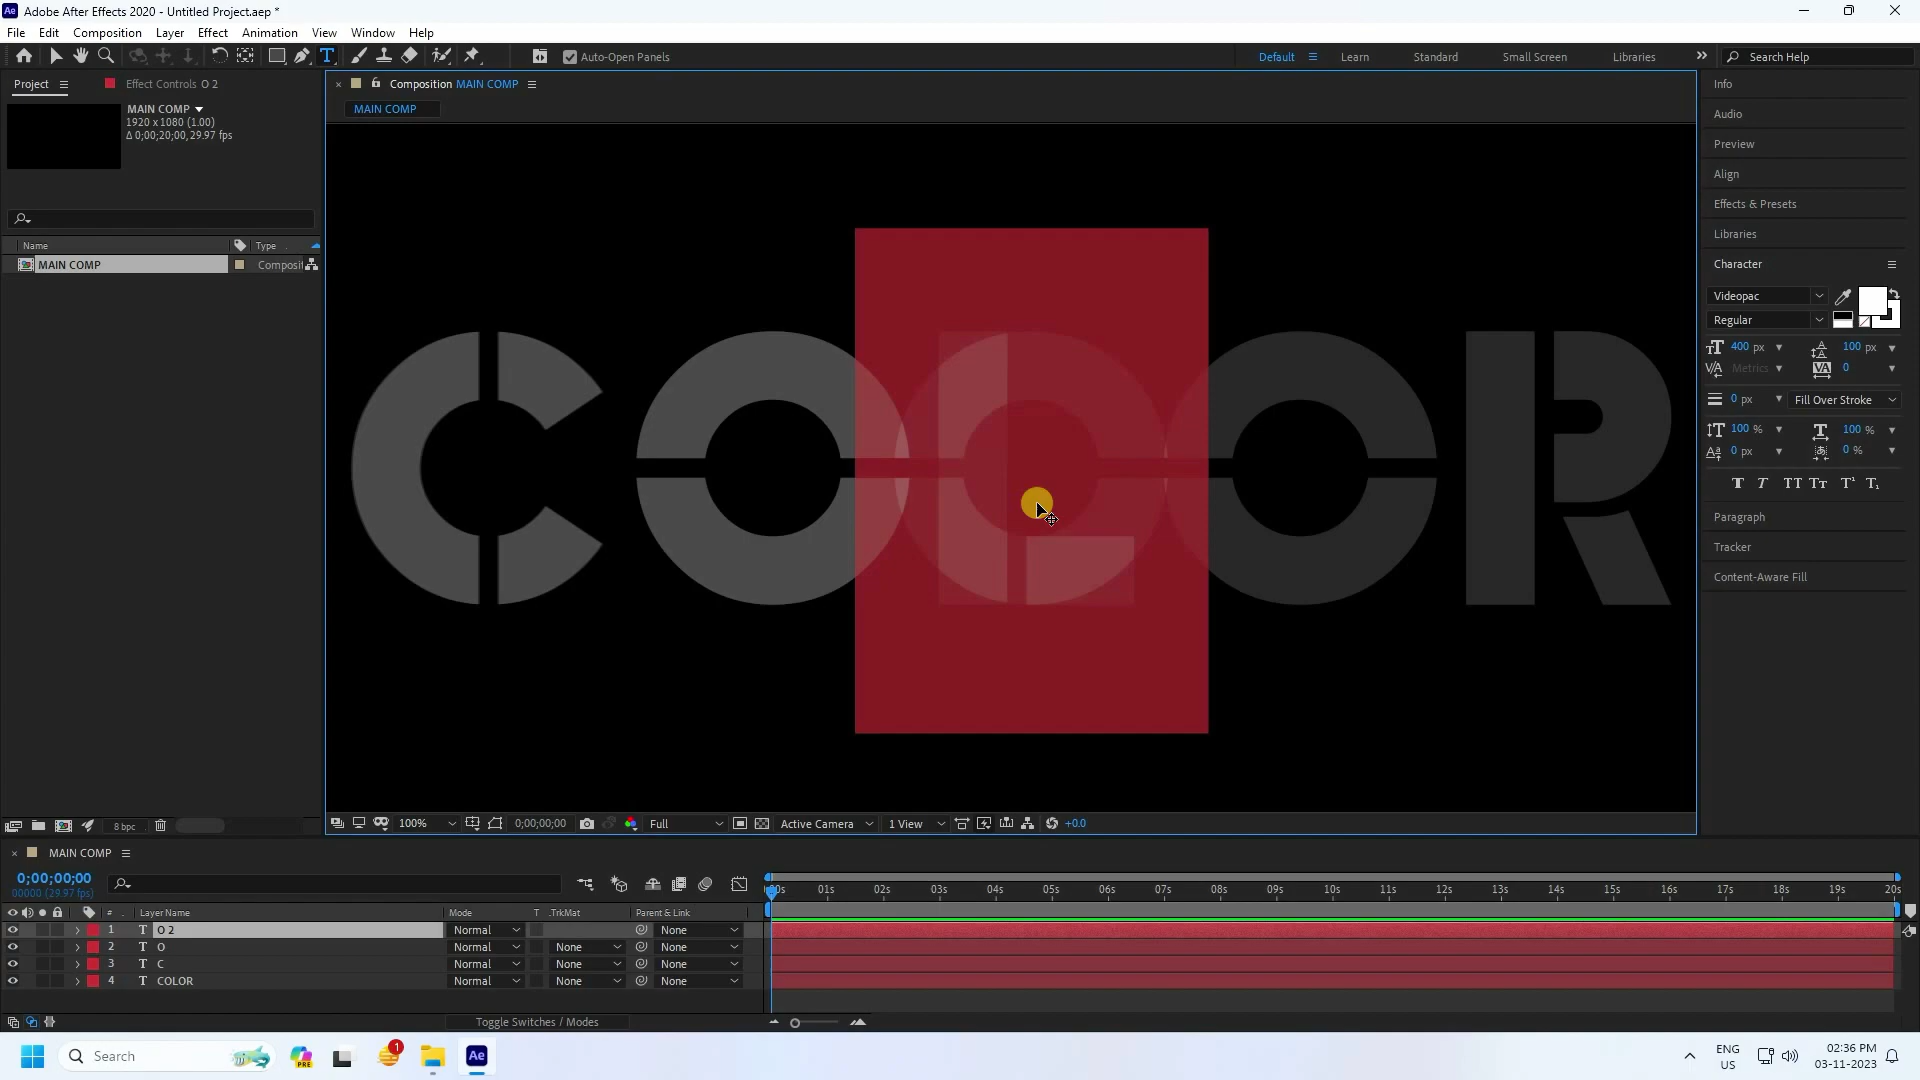 Adobe After Effects 2020 - Untitled Project.aep *
File Edit Composition Layer Effect Animation View Window Help
Auto-Open Panels
Default Learn Standard Small Screen Libraries Search Help
Project Effect Controls O 2
MAIN COMP
1920 x 1080 (1.00)
Δ 0;00;20;00, 29.97 fps
Name Type
MAIN COMP Composit
8 bpc
Composition MAIN COMP
MAIN COMP
COLOR
100% 0;00;00;00 Full Active Camera 1 View +0.0
Info
Audio
Preview
Align
Effects & Presets
Libraries
Character
Videopac
Regular
400 px 100 px
Metrics 0
0 px Fill Over Stroke
100 % 100 %
0 px 0 %
T T TT Tt T¹ T₁
Paragraph
Tracker
Content-Aware Fill
MAIN COMP
0;00;00;00
00000 (29.97 fps)
# Layer Name Mode T .TrkMat Parent & Link
00s 01s 02s 03s 04s 05s 06s 07s 08s 09s 10s 11s 12s 13s 14s 15s 16s 17s 18s 19s 20s
1 T O 2 Normal None
2 T O Normal None None
3 T C Normal None None
4 T COLOR Normal None None
Toggle Switches / Modes
Search
PRE
1
Ae
ENG
US
02:36 PM
03-11-2023